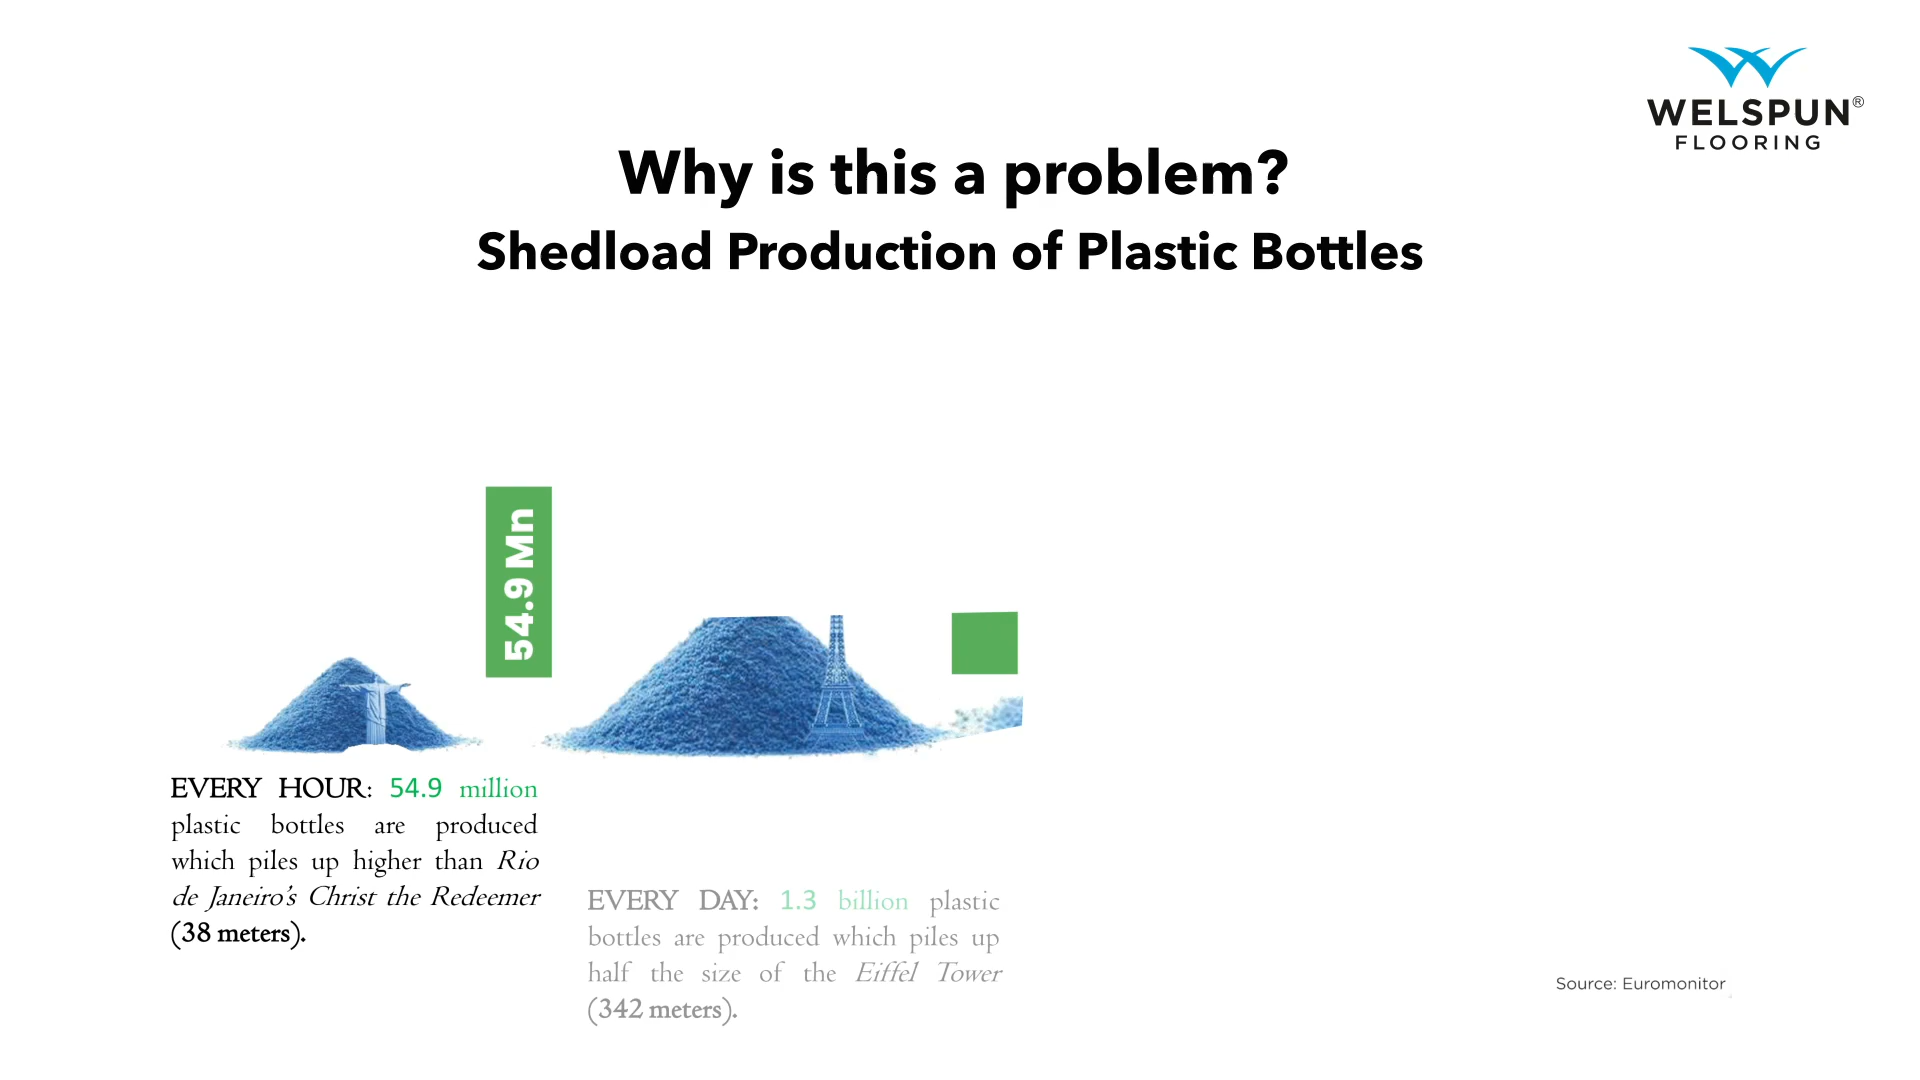 WELSPUN®
FLOORING
Why is this a problem?
Shedload Production of Plastic Bottles
54.9 Mn
EVERY HOUR: 54.9 million
plastic bottles are produced
which piles up higher than Rio
de Janeiro's Christ the Redeemer
(38 meters).
EVERY DAY: 1.3 billion plastic
bottles are produced which piles up
half the size of the Eiffel Tower
(342 meters).
Source: Euromonitor